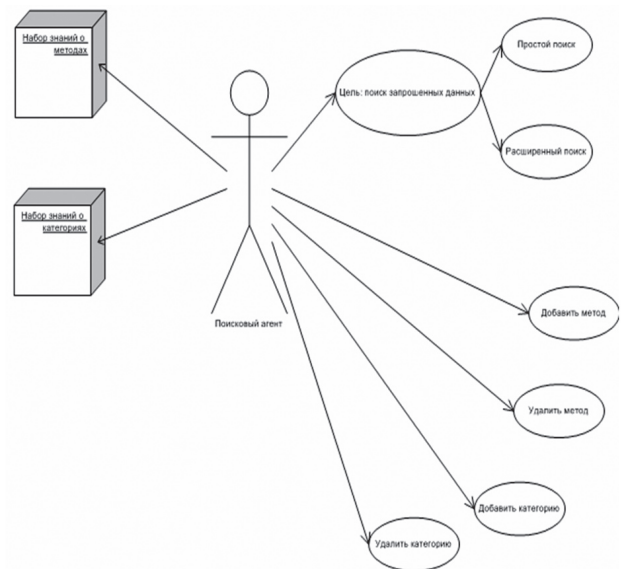 Набор знаний о
методах
Простой поиск
Цель: поиск запрошенных данных
Расширенный поиск
Набор знаний о
категориях
Поисковый агент
Добавить метод
Удалить метод
Добавить категорию
Удалить категорию